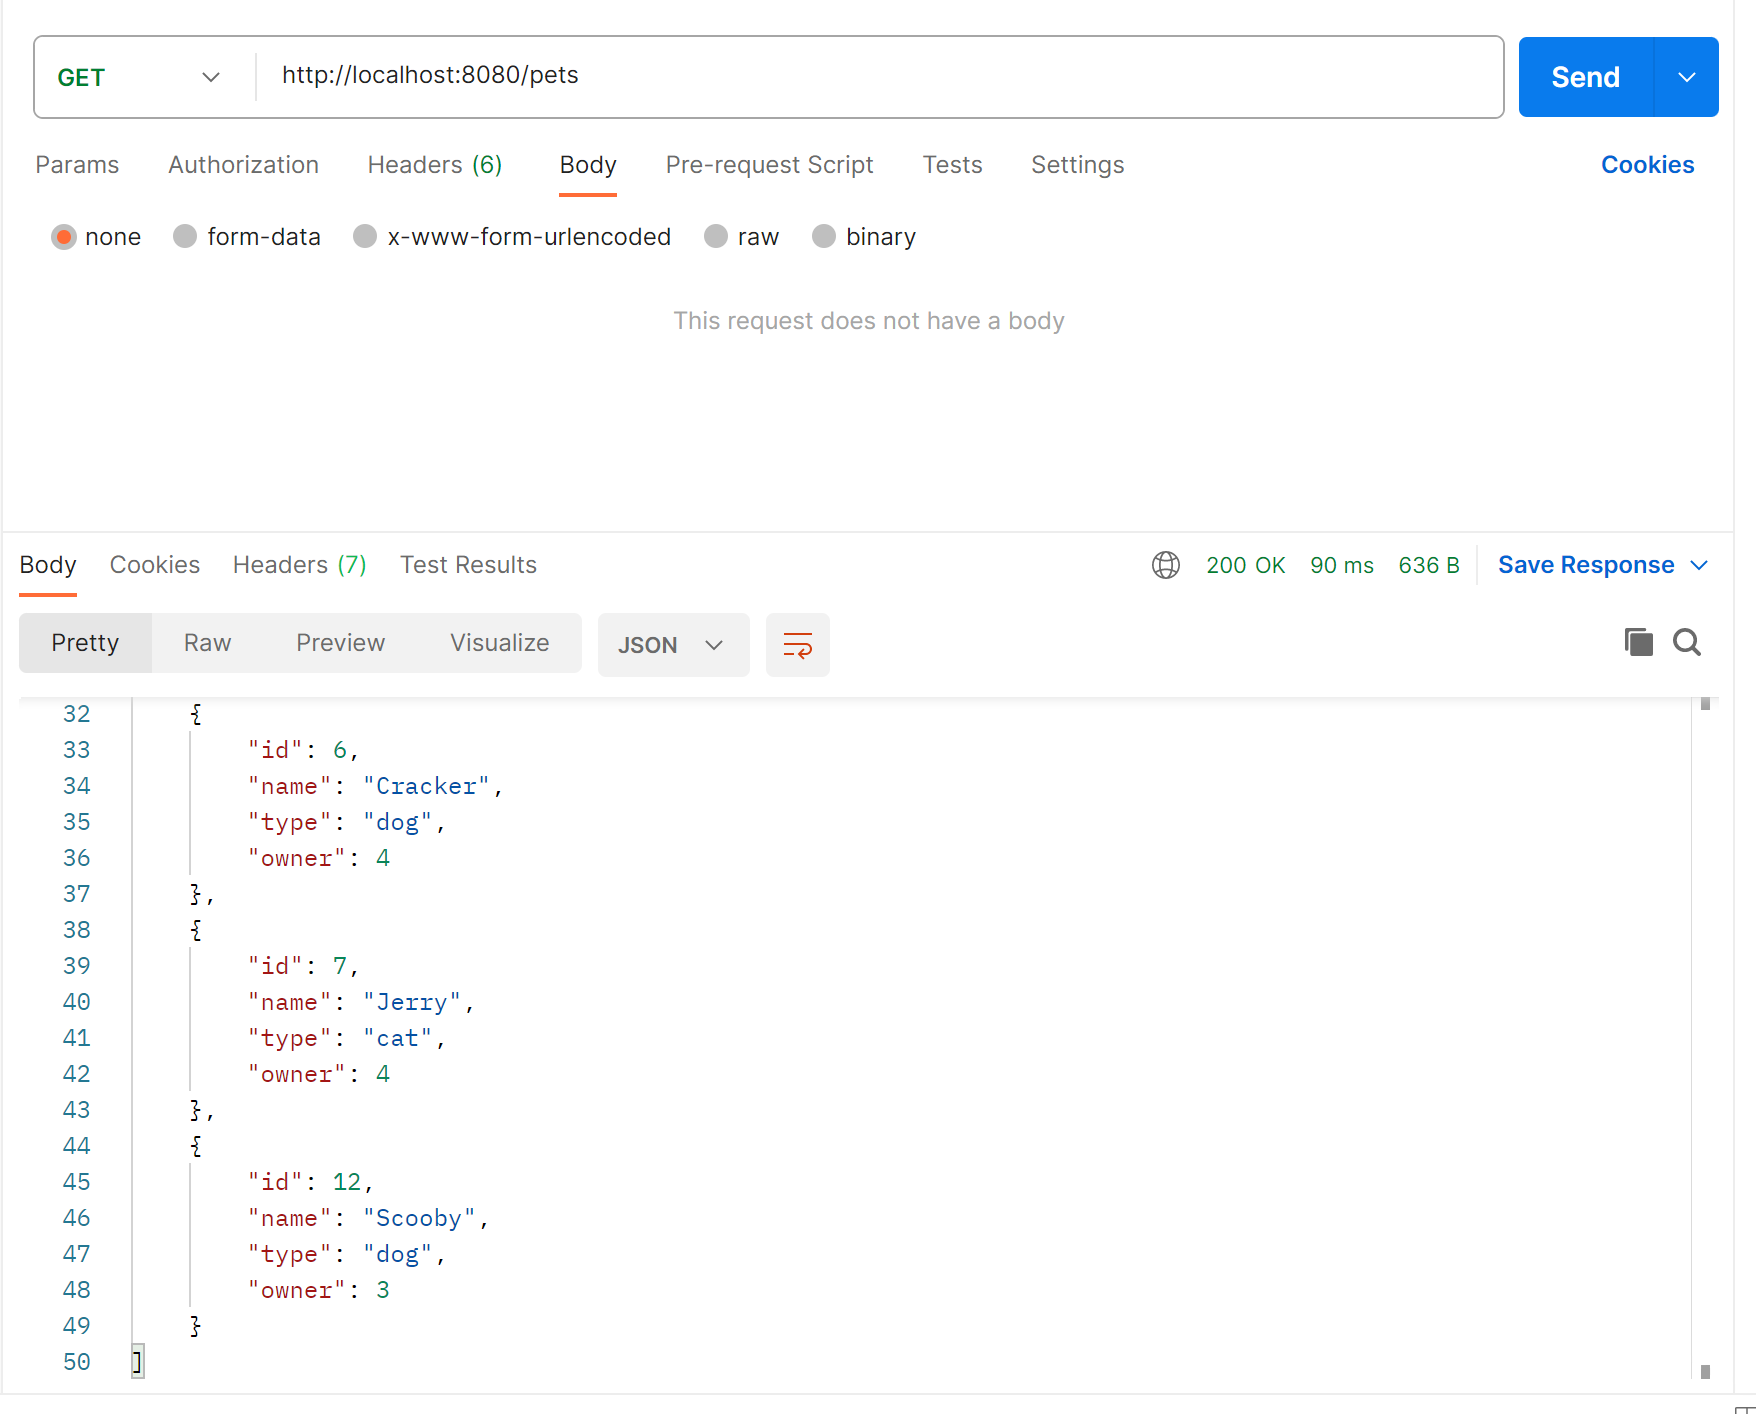 GET http://localhost:8080/pets Send
Params Authorization Headers (6) Body Pre-request Script Tests Settings Cookies
none form-data x-www-form-urlencoded raw binary
This request does not have a body
Body Cookies Headers (7) Test Results 200 OK 90 ms 636 B Save Response
Pretty Raw Preview Visualize JSON
32 {
33 "id": 6,
34 "name": "Cracker",
35 "type": "dog",
36 "owner": 4
37 },
38 {
39 "id": 7,
40 "name": "Jerry",
41 "type": "cat",
42 "owner": 4
43 },
44 {
45 "id": 12,
46 "name": "Scooby",
47 "type": "dog",
48 "owner": 3
49 }
50 ]